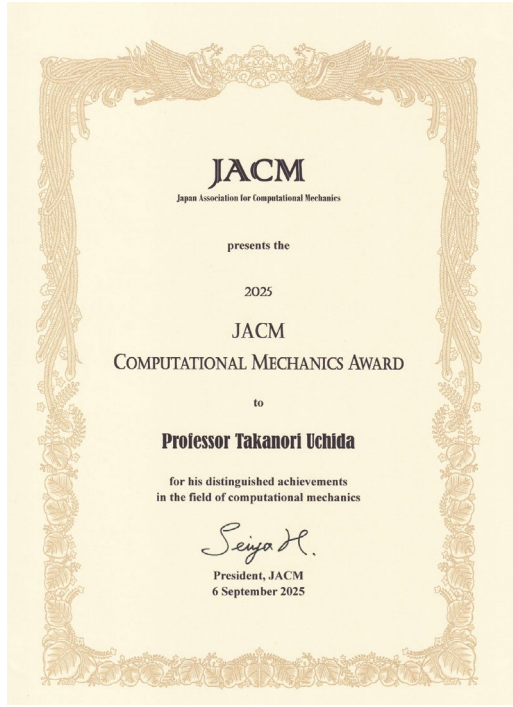 JACM
Japan Association for Computational Mechanics
presents the
2025
JACM
COMPUTATIONAL MECHANICS AWARD
to
Professor Takanori Uchida
for his distinguished achievements
in the field of computational mechanics
Seiya H.
President, JACM
6 September 2025